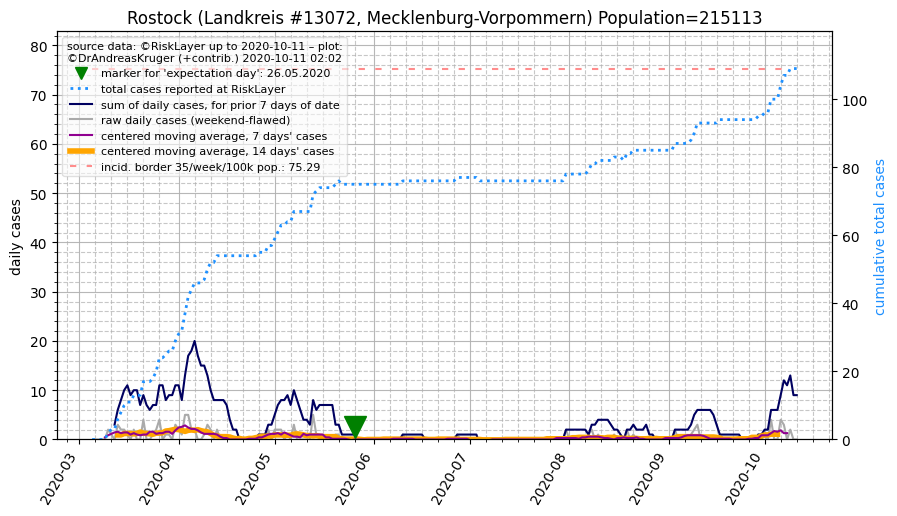 Rostock (Landkreis #13072, Mecklenburg-Vorpommern) Population=215113
source data: ©RiskLayer up to 2020-10-11 – plot:
©DrAndreasKruger (+contrib.) 2020-10-11 02:02
marker for 'expectation day': 26.05.2020
total cases reported at RiskLayer
sum of daily cases, for prior 7 days of date
raw daily cases (weekend-flawed)
centered moving average, 7 days' cases
centered moving average, 14 days' cases
incid. border 35/week/100k pop.: 75.29
daily cases
80
70
60
50
40
30
20
10
0
cumulative total cases
100
80
60
40
20
0
2020-03
2020-04
2020-05
2020-06
2020-07
2020-08
2020-09
2020-10